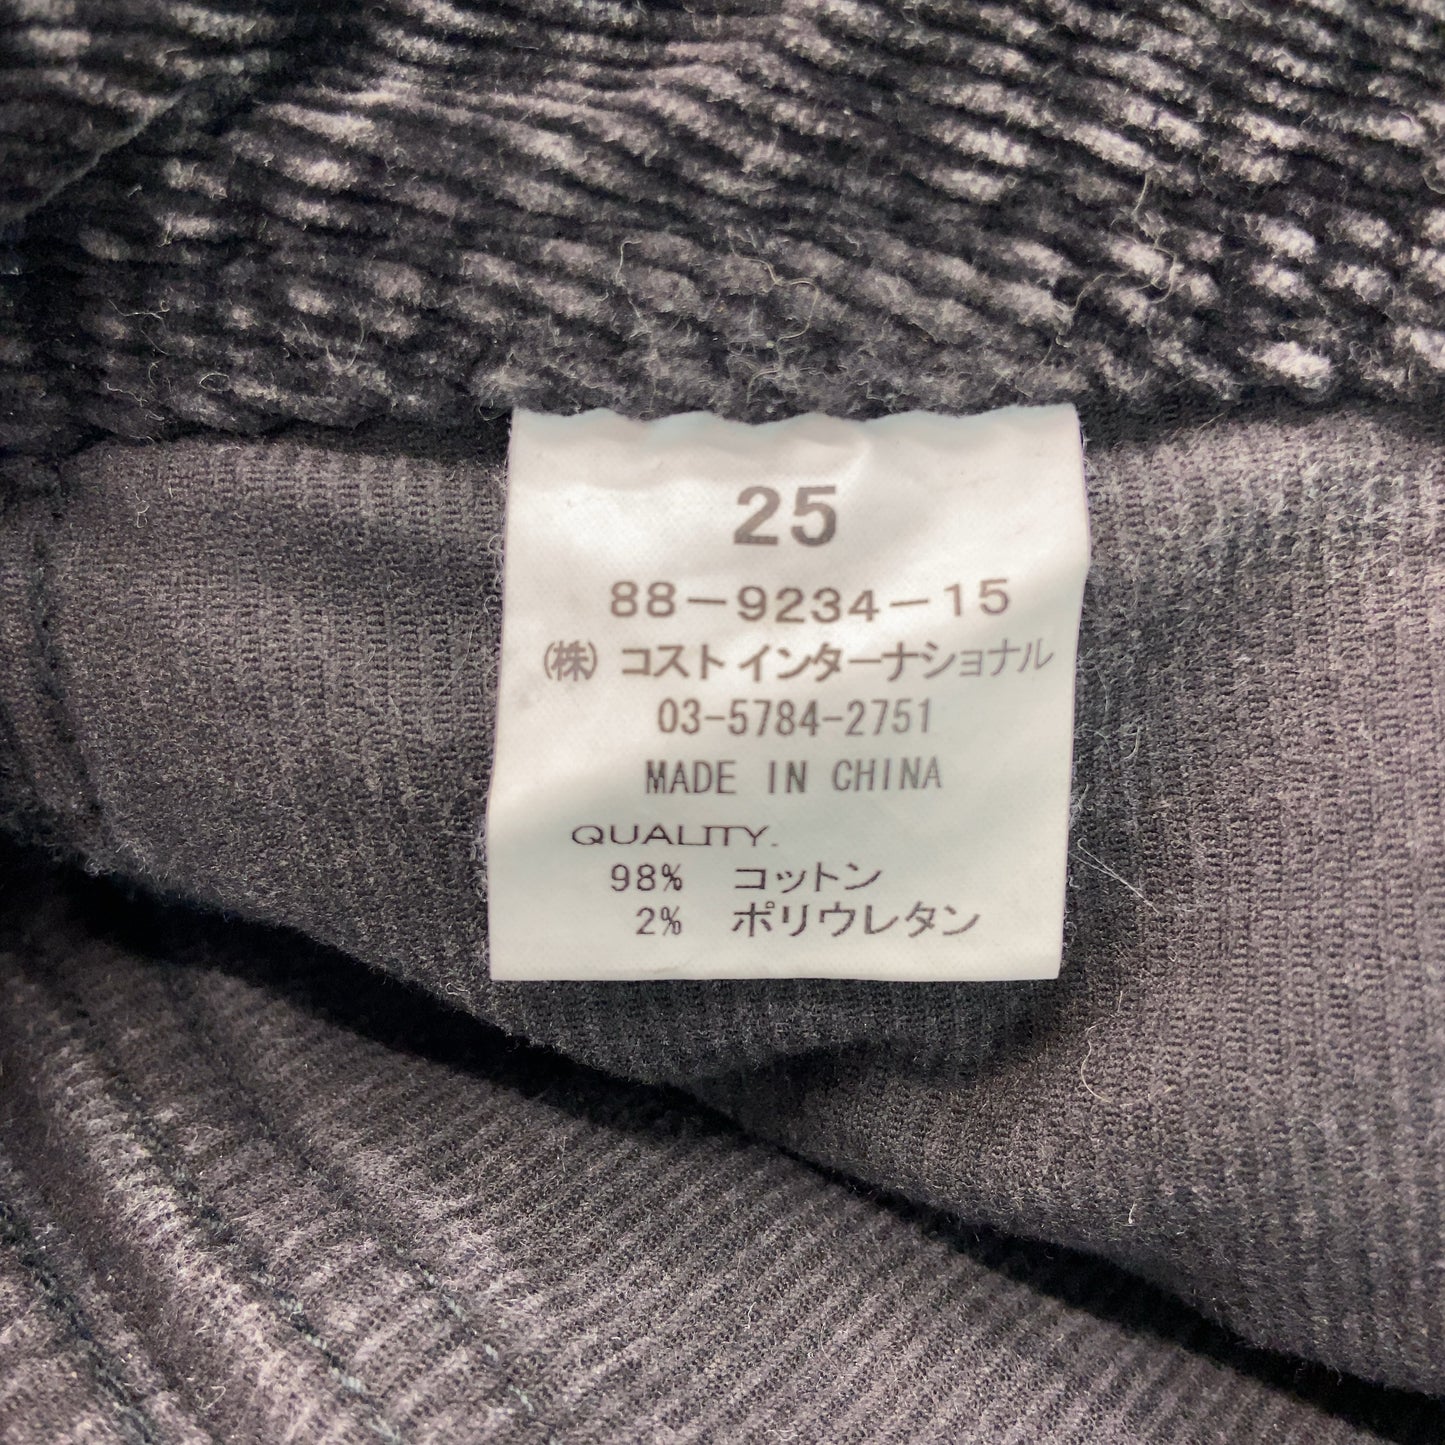 25
88-9234-15
(株) コスト インターナショナル
03-5784-2751
MADE IN CHINA
QUALITY.
98% コットン
2% ポリウレタン